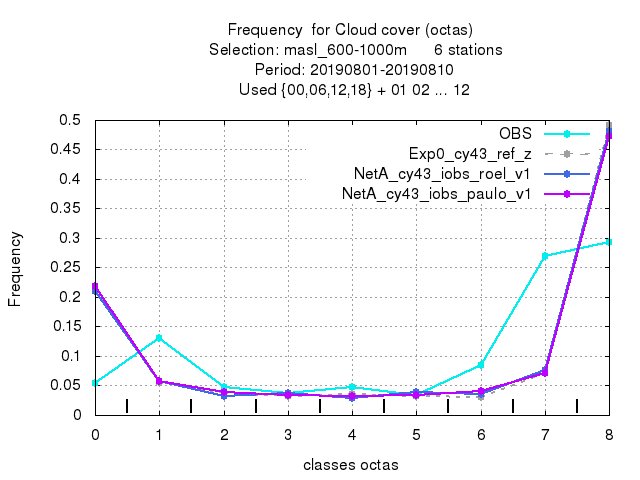 Frequency  for Cloud cover (octas)
Selection: masl_600-1000m      6 stations
Period: 20190801-20190810
Used {00,06,12,18} + 01 02 ... 12
OBS
Exp0_cy43_ref_z
NetA_cy43_iobs_roel_v1
NetA_cy43_iobs_paulo_v1
Frequency
0.5
0.45
0.4
0.35
0.3
0.25
0.2
0.15
0.1
0.05
0
0 1 2 3 4 5 6 7 8
classes octas